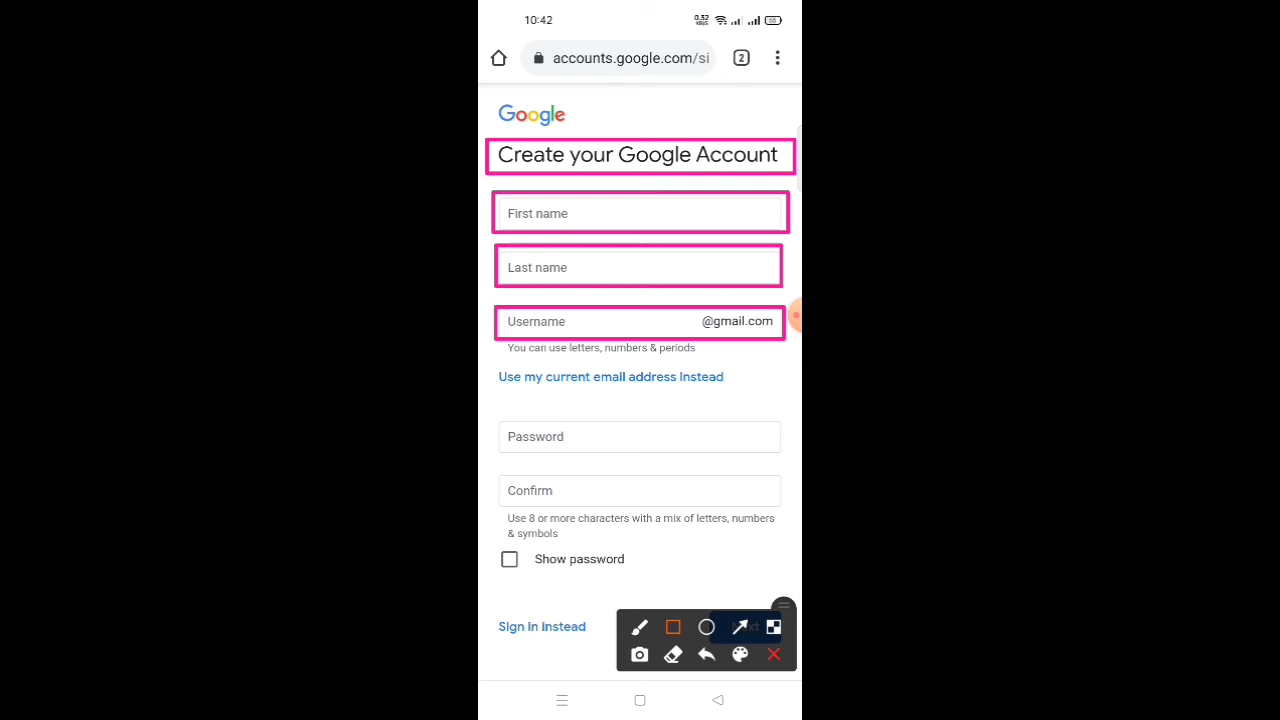 10:42
0.32
accounts.google.com/si
2
Google
Create your Google Account
First name
Last name
Username @gmail.com
You can use letters, numbers & periods
Use my current email address instead
Password
Confirm
Use 8 or more characters with a mix of letters, numbers
& symbols
Show password
Sign in instead